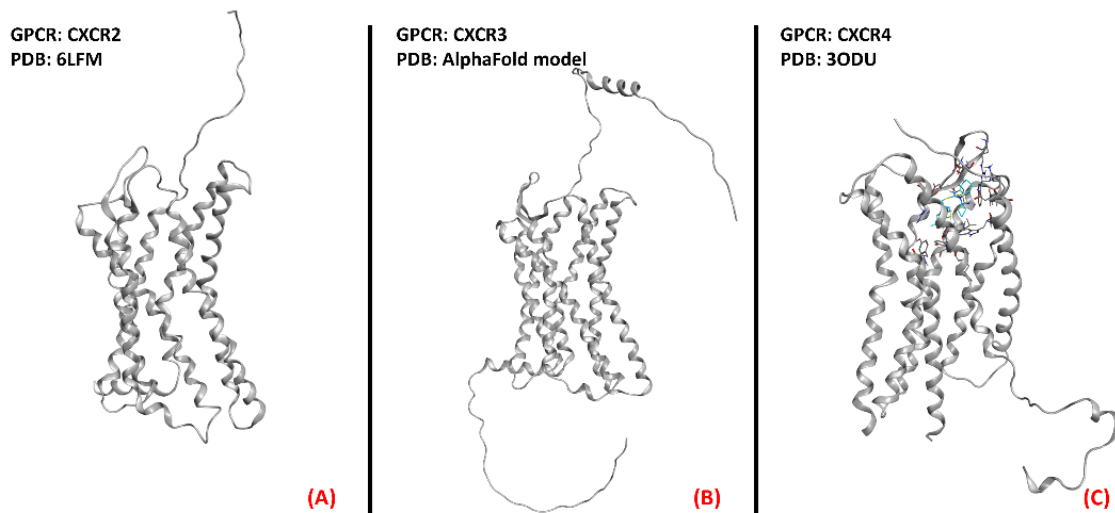 GPCR: CXCR2
PDB: 6LFM
(A)
GPCR: CXCR3
PDB: AlphaFold model
(B)
GPCR: CXCR4
PDB: 3ODU
(C)